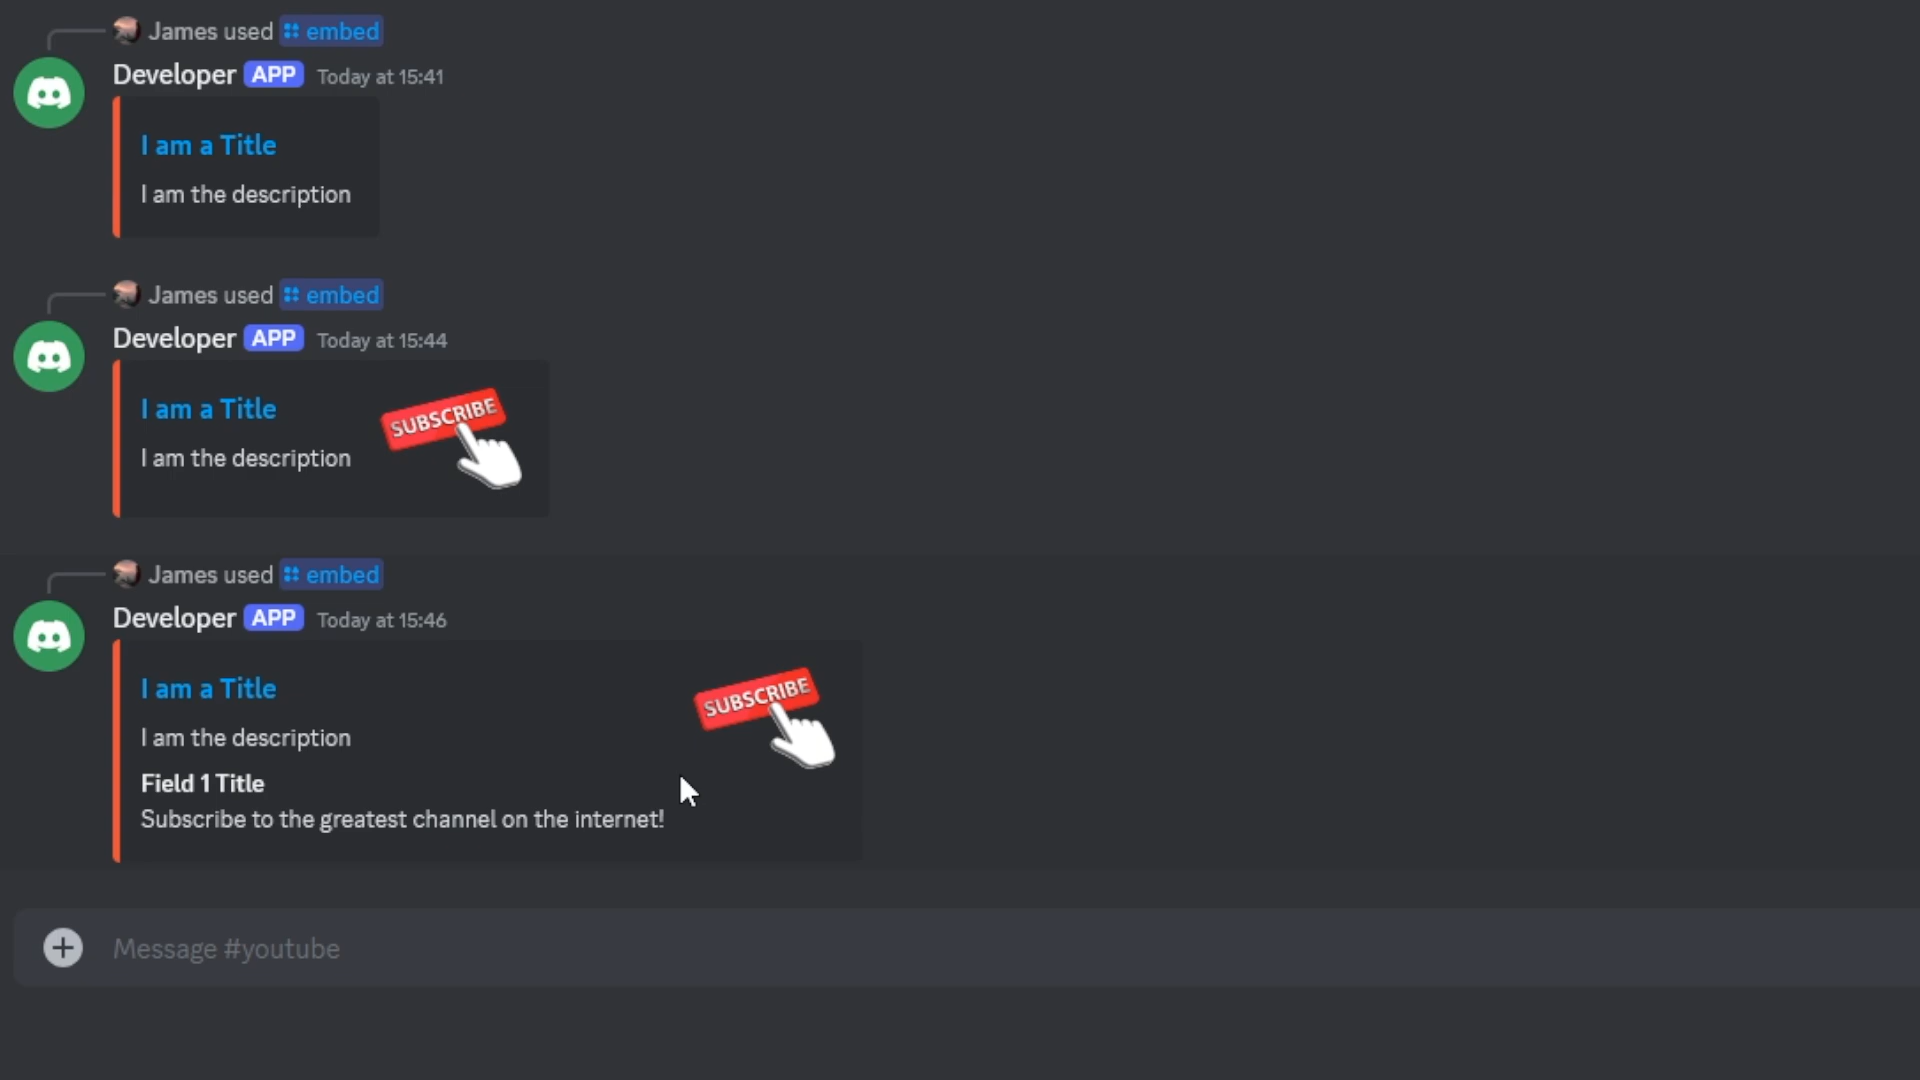 James used embed
Developer APP Today at 15:41
I am a Title
I am the description
James used embed
Developer APP Today at 15:44
I am a Title
SUBSCRIBE
I am the description
James used embed
Developer APP Today at 15:46
I am a Title
SUBSCRIBE
I am the description
Field 1 Title
Subscribe to the greatest channel on the internet!
Message #youtube